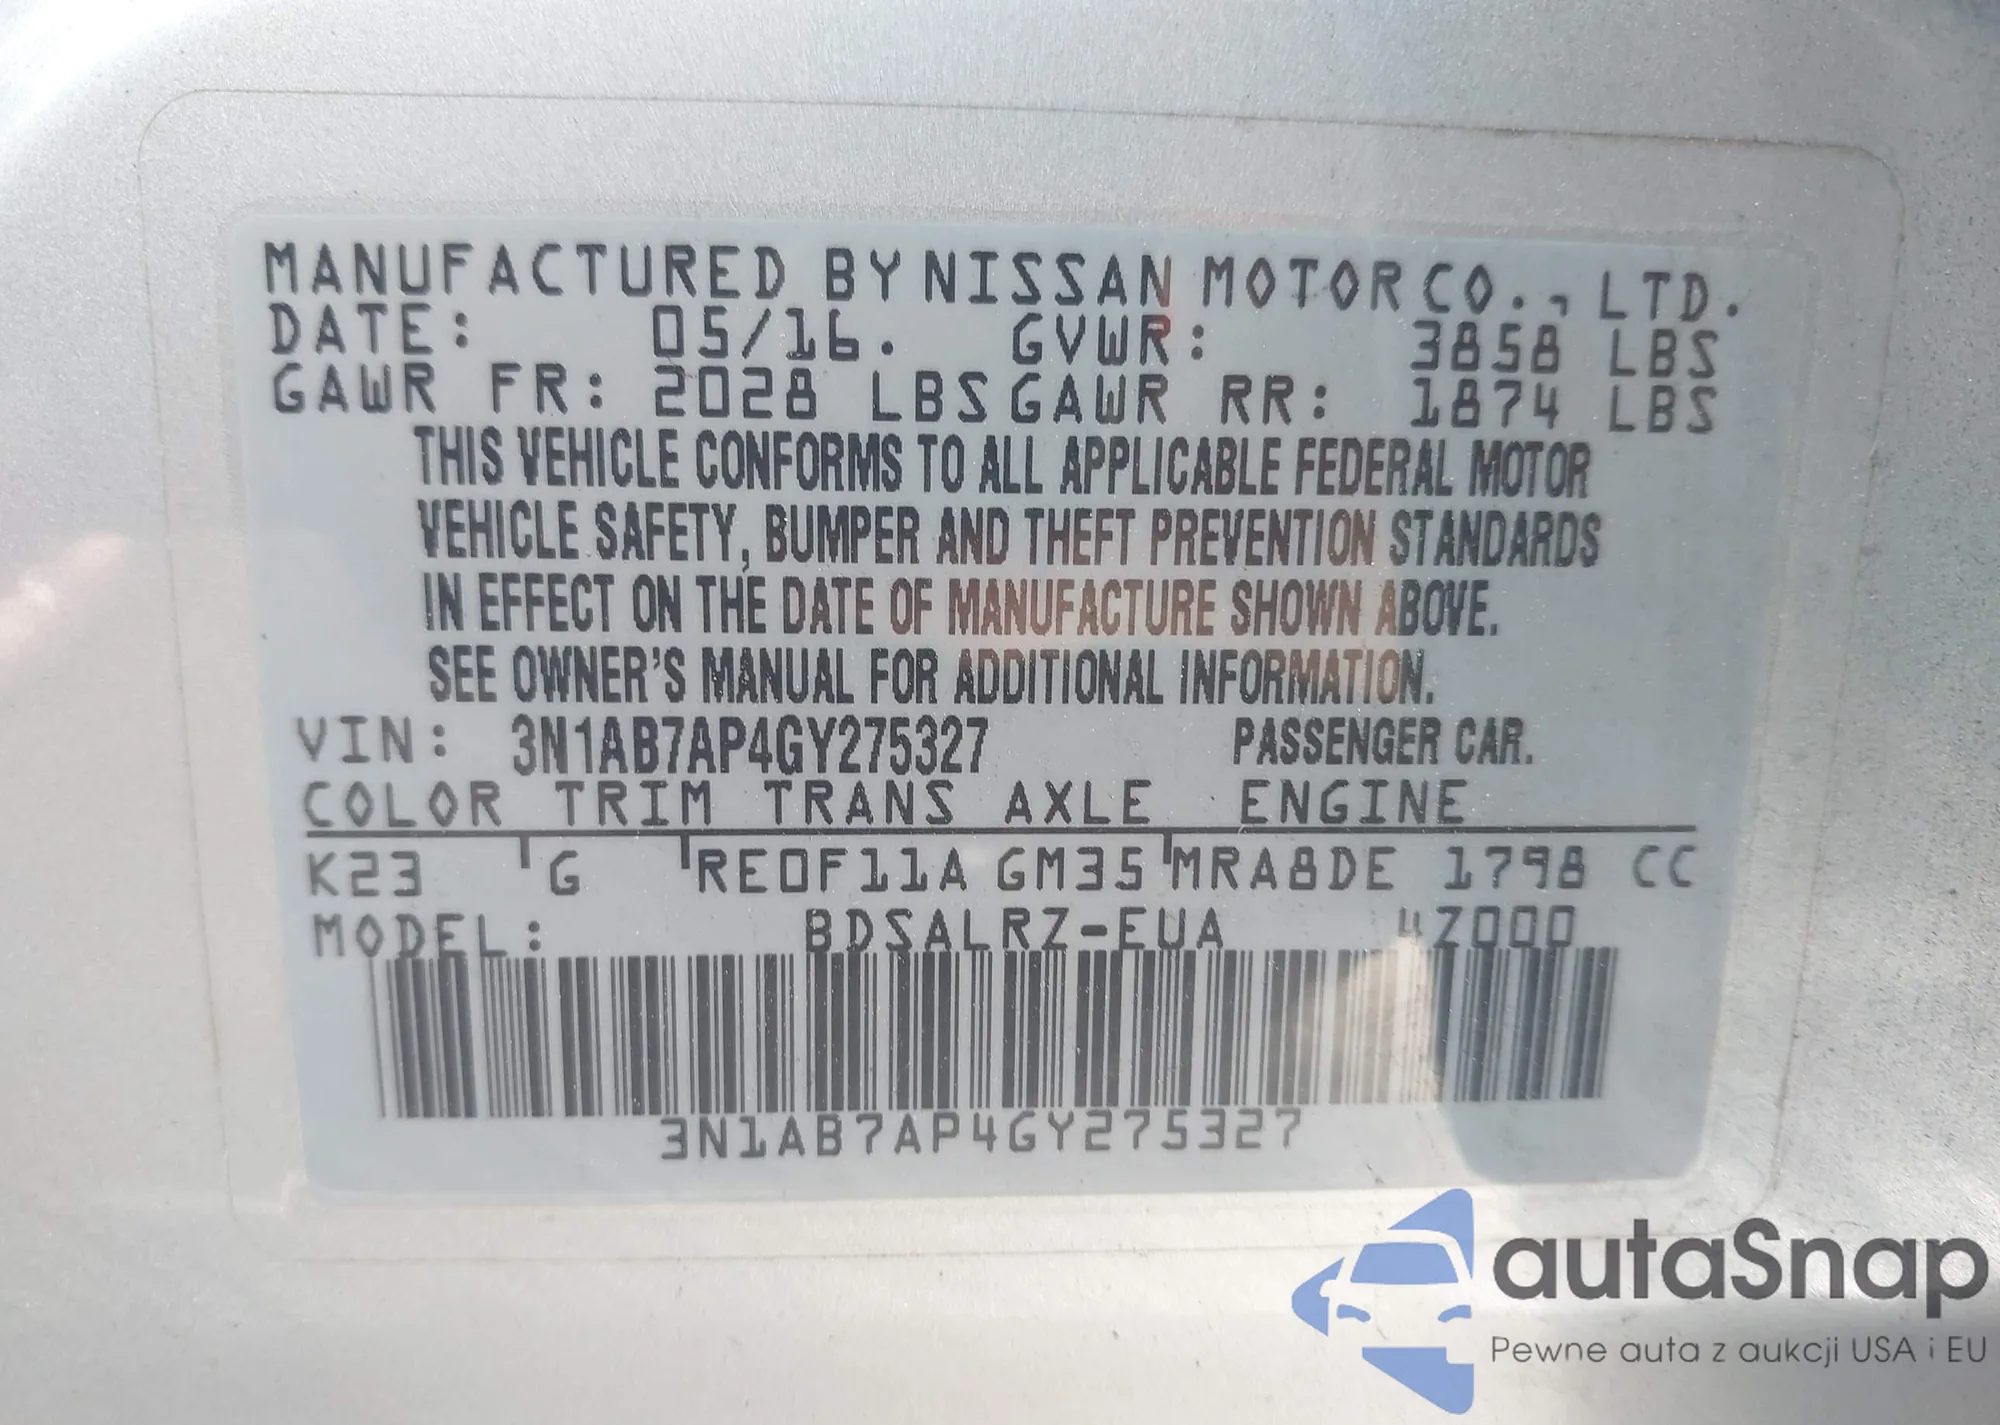 MANUFACTURED BY NISSAN MOTOR CO., LTD.
DATE: 05/16. GVWR: 3858 LBS
GAWR FR: 2028 LBS GAWR RR: 1874 LBS
THIS VEHICLE CONFORMS TO ALL APPLICABLE FEDERAL MOTOR
VEHICLE SAFETY, BUMPER AND THEFT PREVENTION STANDARDS
IN EFFECT ON THE DATE OF MANUFACTURE SHOWN ABOVE.
SEE OWNER'S MANUAL FOR ADDITIONAL INFORMATION.
VIN: 3N1AB7AP4GY275327 PASSENGER CAR.
COLOR TRIM TRANS AXLE ENGINE
K23 G RE0F11A GM35 MRA8DE 1798 CC
MODEL: BDSALRZ-EUA 4Z000
3N1AB7AP4GY275327
autaSnap
Pewne auta z aukcji USA i EU